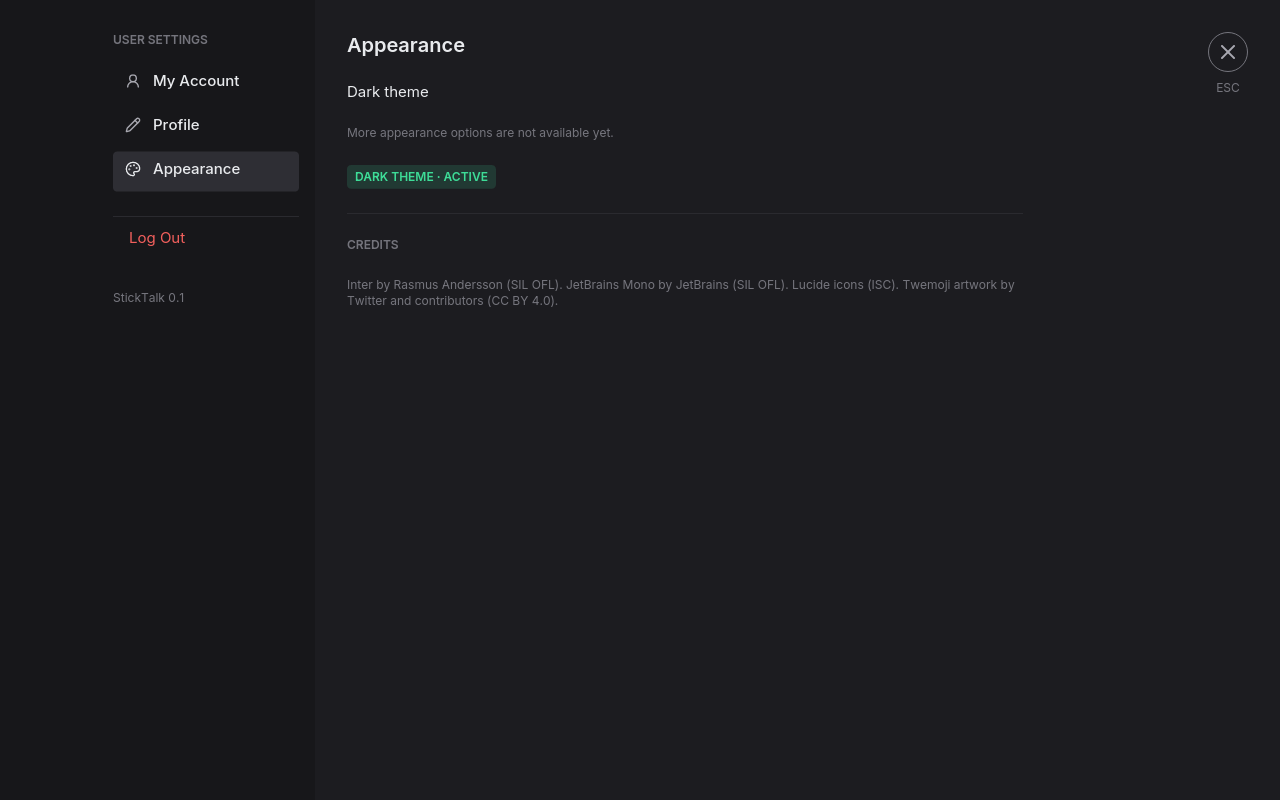 USER SETTINGS
My Account
Profile
Appearance
Log Out
StickTalk 0.1
Appearance
Dark theme
More appearance options are not available yet.
DARK THEME · ACTIVE
CREDITS
Inter by Rasmus Andersson (SIL OFL). JetBrains Mono by JetBrains (SIL OFL). Lucide icons (ISC). Twemoji artwork by
Twitter and contributors (CC BY 4.0).
ESC